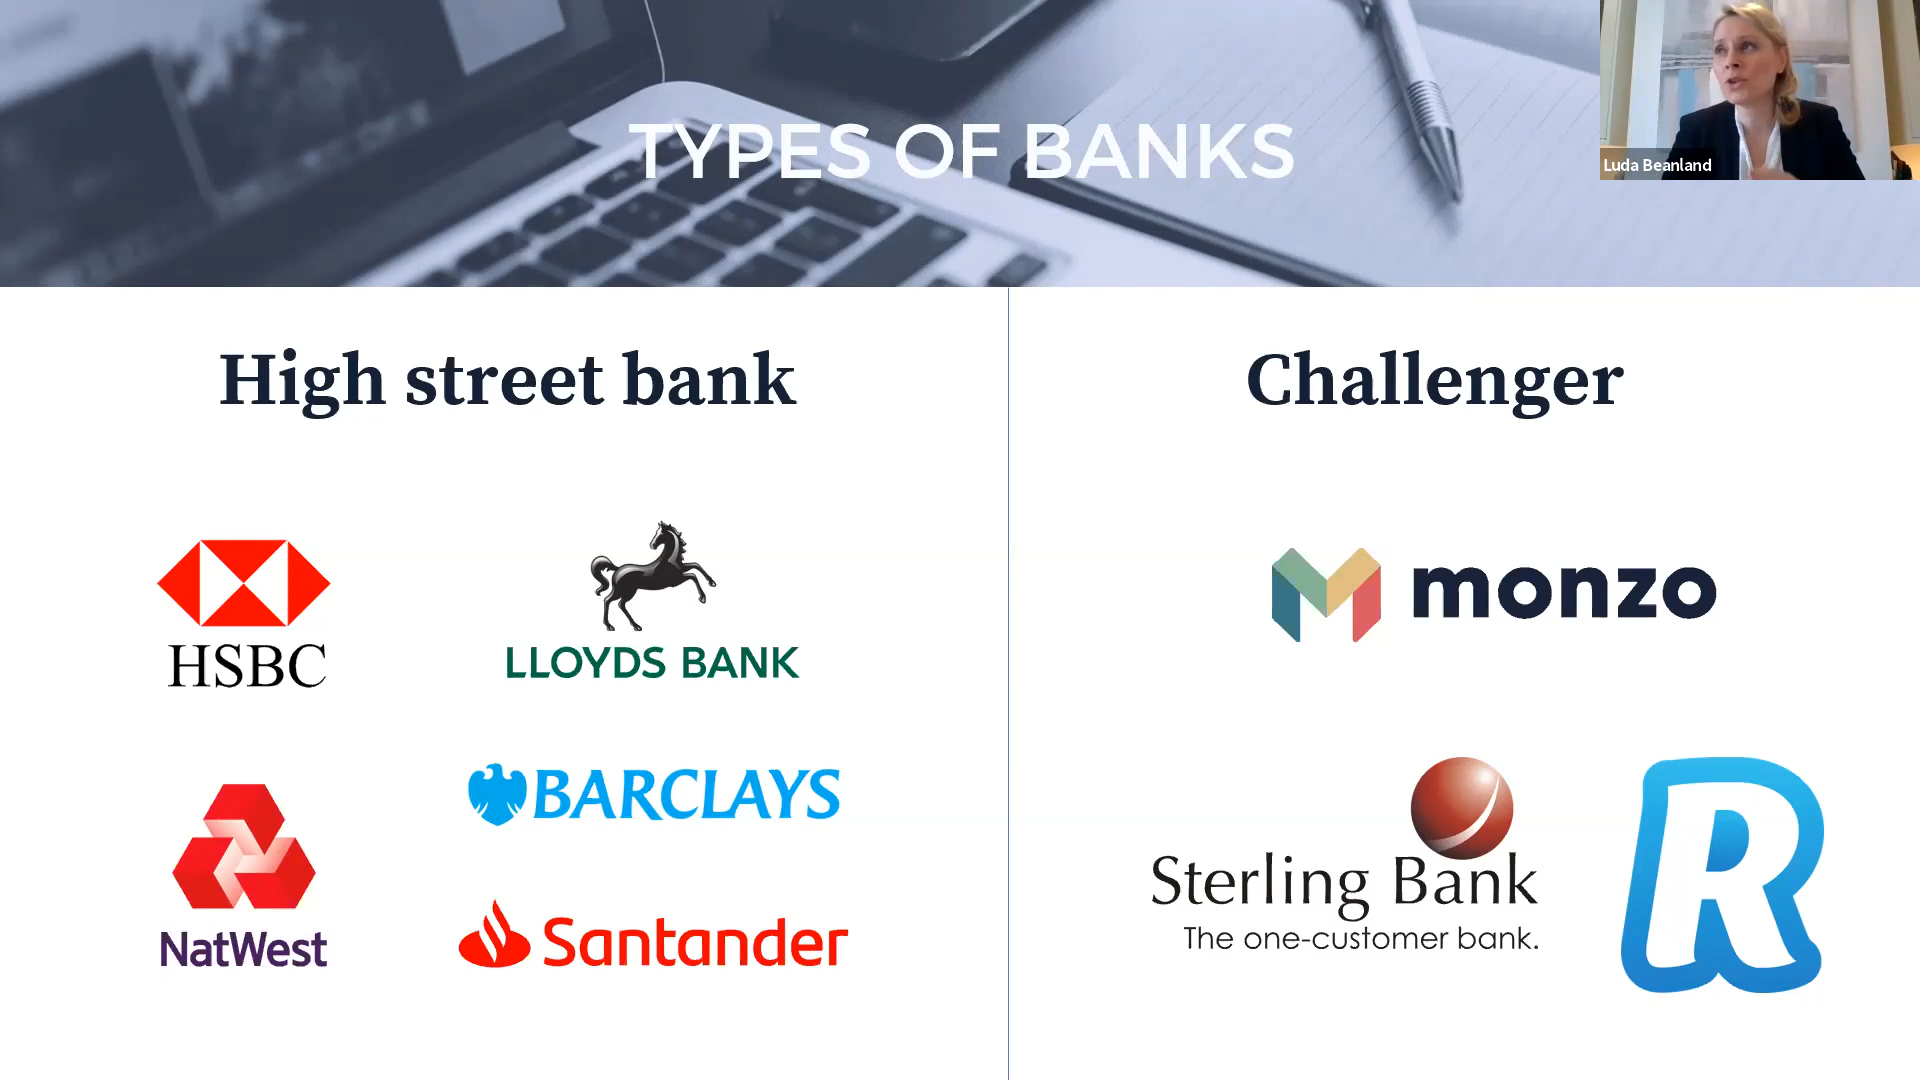 TYPES OF BANKS
Luda Beanland
High street bank
HSBC
LLOYDS BANK
NatWest
BARCLAYS
Santander
Challenger
monzo
Sterling Bank
The one-customer bank.
R